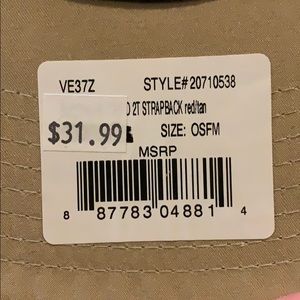 VE37Z STYLE# 20710538
2T STRAPBACK red/tan
$31.99 SIZE: OSFM
MSRP
8 87783 04881 4